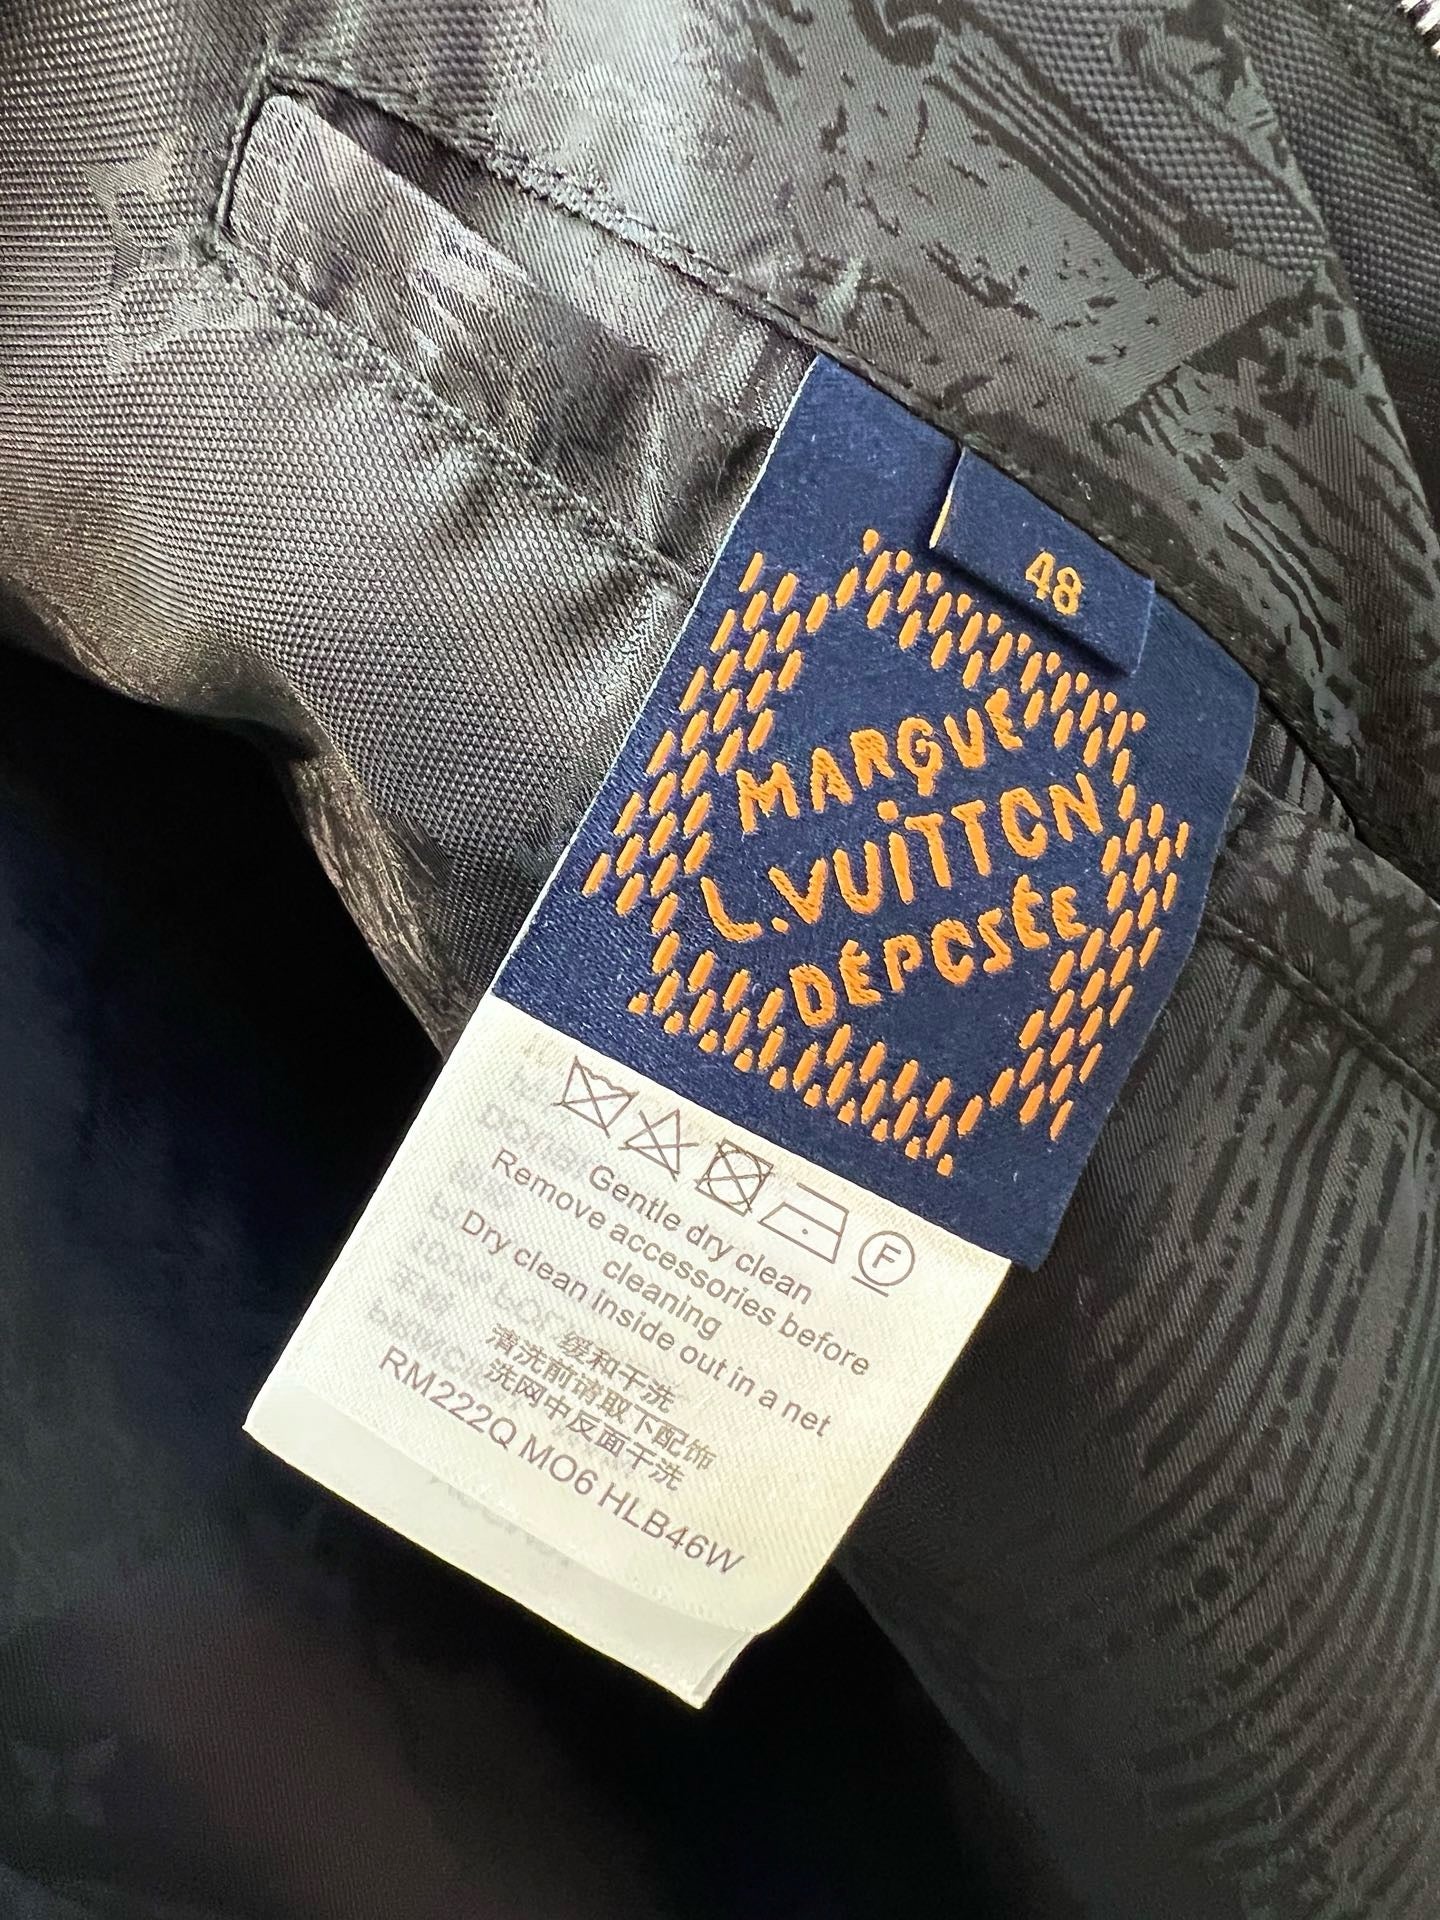 48
MARQUE
L.VUITTON
DÉPOSÉE
F
Gentle dry clean
Remove accessories before
cleaning
Dry clean inside out in a net
缓和干洗
清洗前请取下配饰
洗网中反面干洗
RM222Q MO6 HLB46W